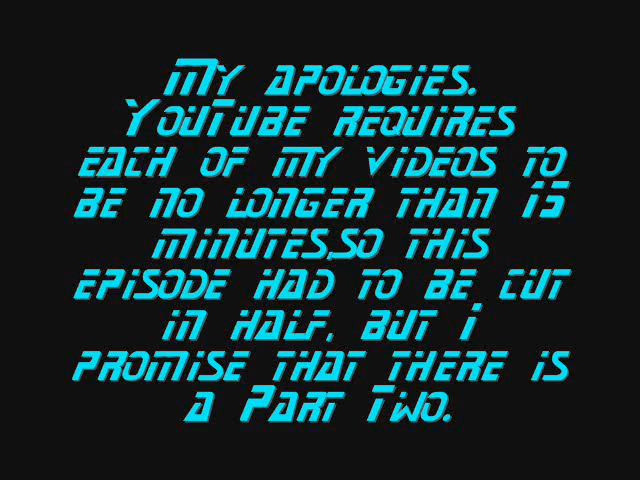 My apologies.
YouTube requires
each of my videos to
be no longer than 15
minutes,so this
episode had to be cut
in half, but I
promise that there is
a Part Two.